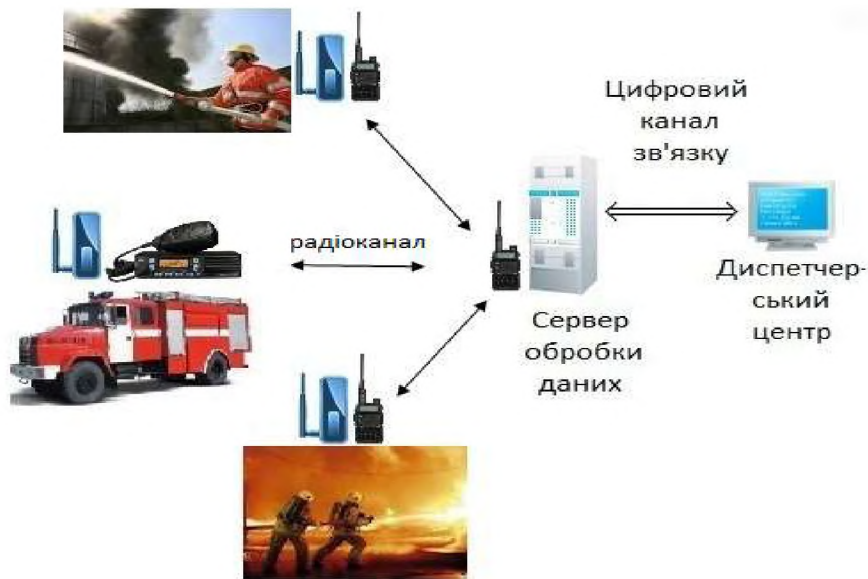 Цифровий
канал
зв'язку
радіоканал
Диспетчер-
ський
центр
Сервер
обробки
даних